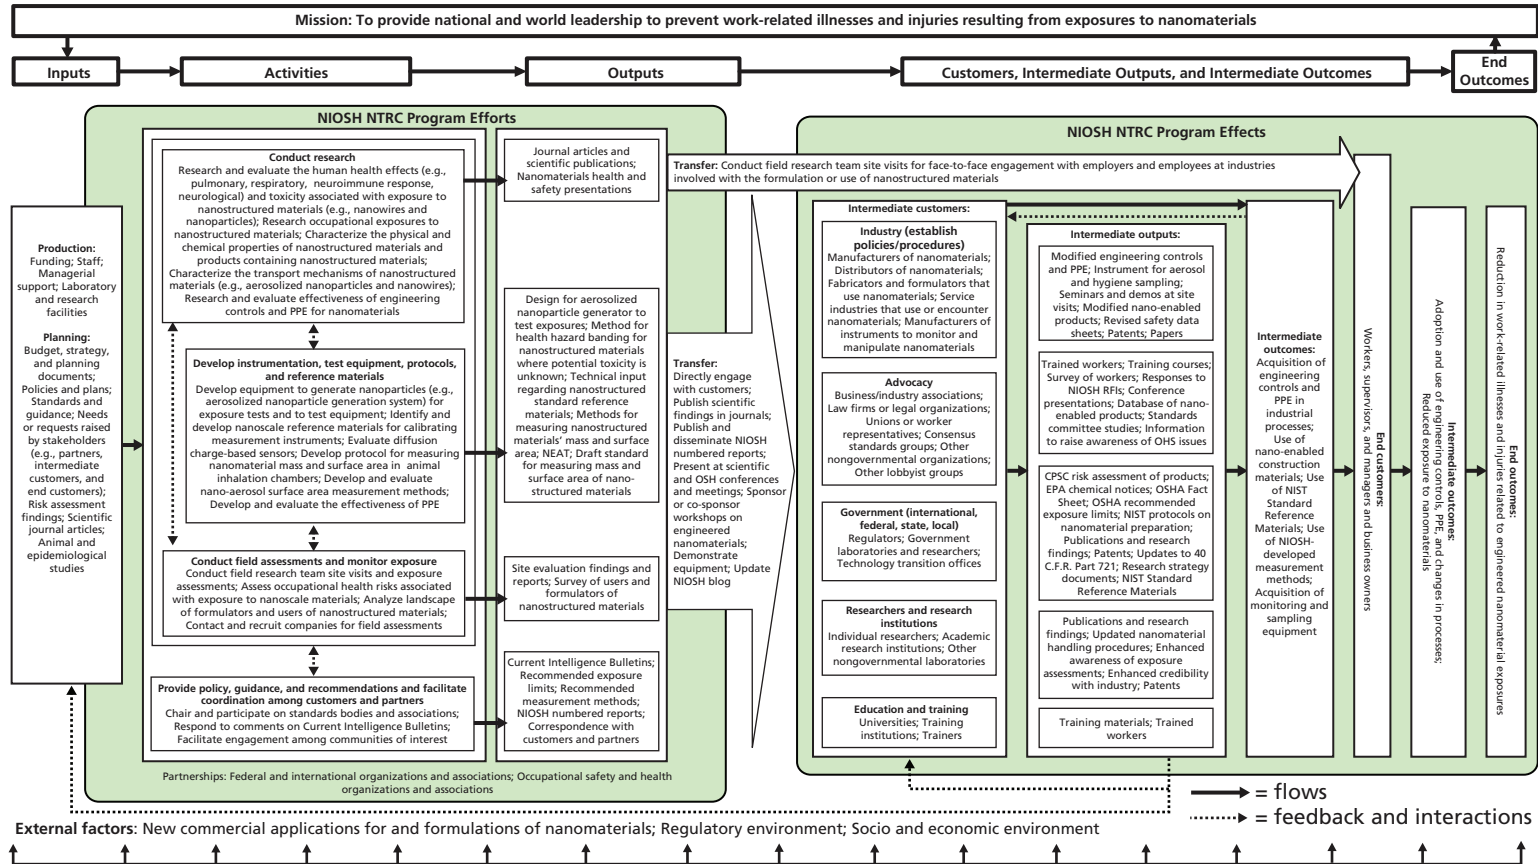 Mission: To provide national and world leadership to prevent work-related illnesses and injuries resulting from exposures to nanomaterials
Inputs
Activities
Outputs
Customers, Intermediate Outputs, and Intermediate Outcomes
End
Outcomes
NIOSH NTRC Program Efforts
Production:
Funding; Staff;
Managerial
support; Laboratory
and research
facilities
Planning:
Budget, strategy,
and planning
documents;
Policies and plans;
Standards and
guidance; Needs
or requests raised
by stakeholders
(e.g., partners,
intermediate
customers, and
end customers);
Risk assessment
findings; Scientific
journal articles;
Animal and
epidemiological
studies
Conduct research
Research and evaluate the human health effects (e.g.,
pulmonary, respiratory, neuroimmune response,
neurological) and toxicity associated with exposure to
nanostructured materials (e.g., nanowires and
nanoparticles); Research occupational exposures to
nanostructured materials; Characterize the physical and
chemical properties of nanostructured materials and
products containing nanostructured materials;
Characterize the transport mechanisms of nanostructured
materials (e.g., aerosolized nanoparticles and nanowires);
Research and evaluate effectiveness of engineering
controls and PPE for nanomaterials
Develop instrumentation, test equipment, protocols,
and reference materials
Develop equipment to generate nanoparticles (e.g.,
aerosolized nanoparticle generation system) for
exposure tests and to test equipment; Identify and
develop nanoscale reference materials for calibrating
measurement instruments; Evaluate diffusion
charge-based sensors; Develop protocol for measuring
nanomaterial mass and surface area in animal
inhalation chambers; Develop and evaluate
nano-aerosol surface area measurement methods;
Develop and evaluate the effectiveness of PPE
Conduct field assessments and monitor exposure
Conduct field research team site visits and exposure
assessments; Assess occupational health risks associated
with exposure to nanoscale materials; Analyze landscape
of formulators and users of nanostructured materials;
Contact and recruit companies for field assessments
Provide policy, guidance, and recommendations and facilitate
coordination among customers and partners
Chair and participate on standards bodies and associations;
Respond to comments on Current Intelligence Bulletins;
Facilitate engagement among communities of interest
Journal articles and
scientific publications;
Nanomaterials health and
safety presentations
Design for aerosolized
nanoparticle generator to
test exposures; Method for
health hazard banding for
nanostructured materials
where potential toxicity is
unknown; Technical input
regarding nanostructured
standard reference
materials; Methods for
measuring nanostructured
materials’ mass and surface
area; NEAT; Draft standard
for measuring mass and
surface area of nano-
structured materials
Site evaluation findings and
reports; Survey of users and
formulators of
nanostructured materials
Current Intelligence Bulletins;
Recommended exposure
limits; Recommended
measurement methods;
NIOSH numbered reports;
Correspondence with
customers and partners
Partnerships: Federal and international organizations and associations; Occupational safety and health
organizations and associations
Transfer: Conduct field research team site visits for face-to-face engagement with employers and employees at industries
involved with the formulation or use of nanostructured materials
Transfer:
Directly engage
with customers;
Publish scientific
findings in journals;
Publish and
disseminate NIOSH
numbered reports;
Present at scientific
and OSH conferences
and meetings; Sponsor
or co-sponsor
workshops on
engineered
nanomaterials;
Demonstrate
equipment; Update
NIOSH blog
NIOSH NTRC Program Effects
Intermediate customers:
Industry (establish
policies/procedures)
Manufacturers of nanomaterials;
Distributors of nanomaterials;
Fabricators and formulators that
use nanomaterials; Service
industries that use or encounter
nanomaterials; Manufacturers of
instruments to monitor and
manipulate nanomaterials
Advocacy
Business/industry associations;
Law firms or legal organizations;
Unions or worker
representatives; Consensus
standards groups; Other
nongovernmental organizations;
Other lobbyist groups
Government (international,
federal, state, local)
Regulators; Government
laboratories and researchers;
Technology transition offices
Researchers and research
institutions
Individual researchers; Academic
research institutions; Other
nongovernmental laboratories
Education and training
Universities; Training
institutions; Trainers
Intermediate outputs:
Modified engineering controls
and PPE; Instrument for aerosol
and hygiene sampling;
Seminars and demos at site
visits; Modified nano-enabled
products; Revised safety data
sheets; Patents; Papers
Trained workers; Training courses;
Survey of workers; Responses to
NIOSH RFIs; Conference
presentations; Database of nano-
enabled products; Standards
committee studies; Information
to raise awareness of OHS issues
CPSC risk assessment of products;
EPA chemical notices; OSHA Fact
Sheet; OSHA recommended
exposure limits; NIST protocols on
nanomaterial preparation;
Publications and research
findings; Patents; Updates to 40
C.F.R. Part 721; Research strategy
documents; NIST Standard
Reference Materials
Publications and research
findings; Updated nanomaterial
handling procedures; Enhanced
awareness of exposure
assessments; Enhanced credibility
with industry; Patents
Training materials; Trained
workers
Intermediate
outcomes:
Acquisition of
engineering
controls and
PPE in
industrial
processes;
Use of
nano-enabled
construction
materials; Use
of NIST
Standard
Reference
Materials; Use
of NIOSH-
developed
measurement
methods;
Acquisition of
monitoring and
sampling
equipment
End customers:
Workers, supervisors, and managers and business owners
Intermediate outcomes:
Adoption and use of engineering controls, PPE, and changes in processes;
Reduced exposure to nanomaterials
End outcomes:
Reduction in work-related illnesses and injuries related to engineered nanomaterial exposures
= flows
= feedback and interactions
External factors: New commercial applications for and formulations of nanomaterials; Regulatory environment; Socio and economic environment